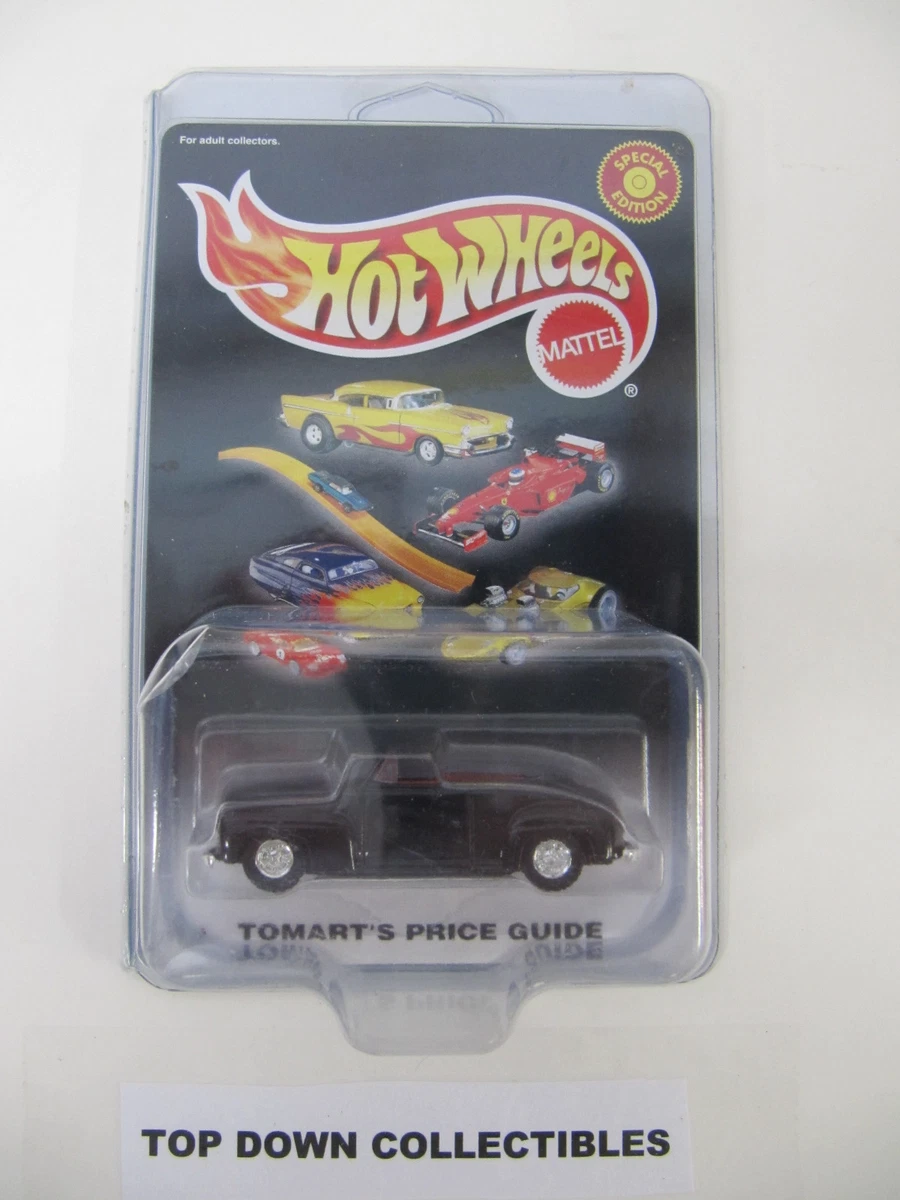 For adult collectors.
SPECIAL
EDITION
HOT WHEELS
MATTEL
®
TOMART'S PRICE GUIDE
TOP DOWN COLLECTIBLES